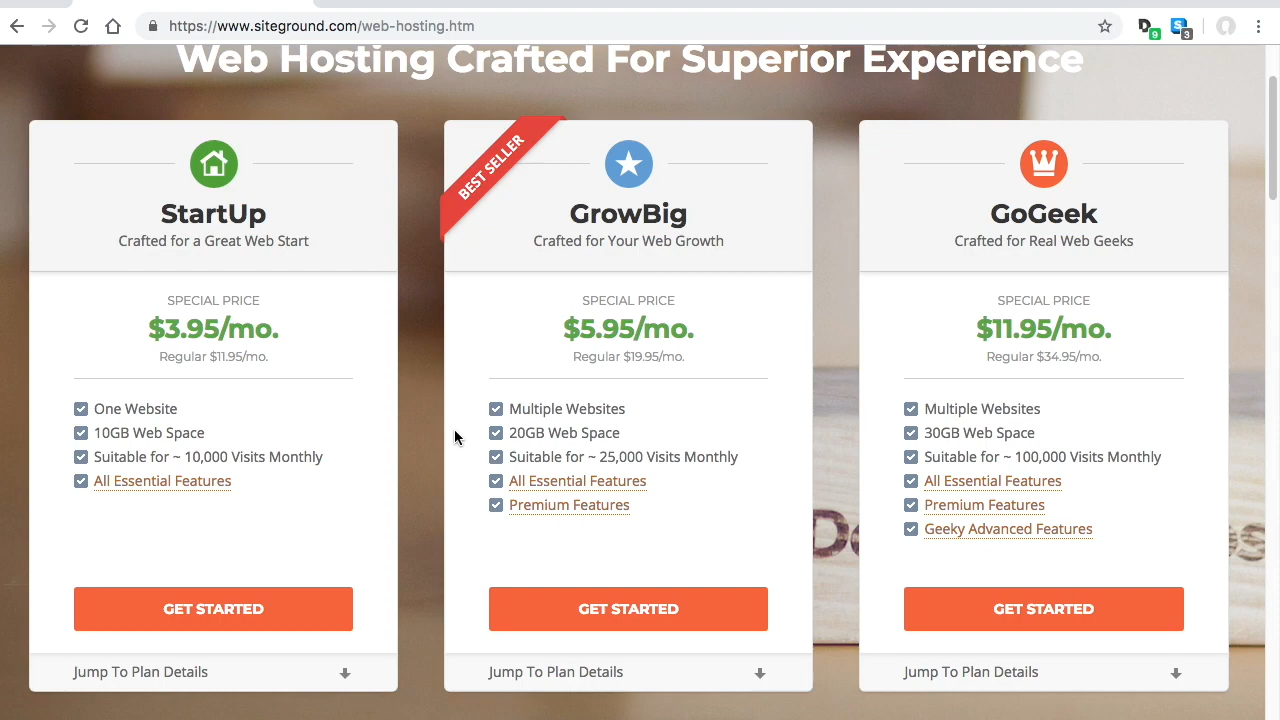 https://www.siteground.com/web-hosting.htm
9
3
Web Hosting Crafted For Superior Experience
StartUp
Crafted for a Great Web Start
SPECIAL PRICE
$3.95/mo.
Regular $11.95/mo.
One Website
10GB Web Space
Suitable for ~ 10,000 Visits Monthly
All Essential Features
GET STARTED
Jump To Plan Details
BEST SELLER
GrowBig
Crafted for Your Web Growth
SPECIAL PRICE
$5.95/mo.
Regular $19.95/mo.
Multiple Websites
20GB Web Space
Suitable for ~ 25,000 Visits Monthly
All Essential Features
Premium Features
GET STARTED
Jump To Plan Details
GoGeek
Crafted for Real Web Geeks
SPECIAL PRICE
$11.95/mo.
Regular $34.95/mo.
Multiple Websites
30GB Web Space
Suitable for ~ 100,000 Visits Monthly
All Essential Features
Premium Features
Geeky Advanced Features
GET STARTED
Jump To Plan Details